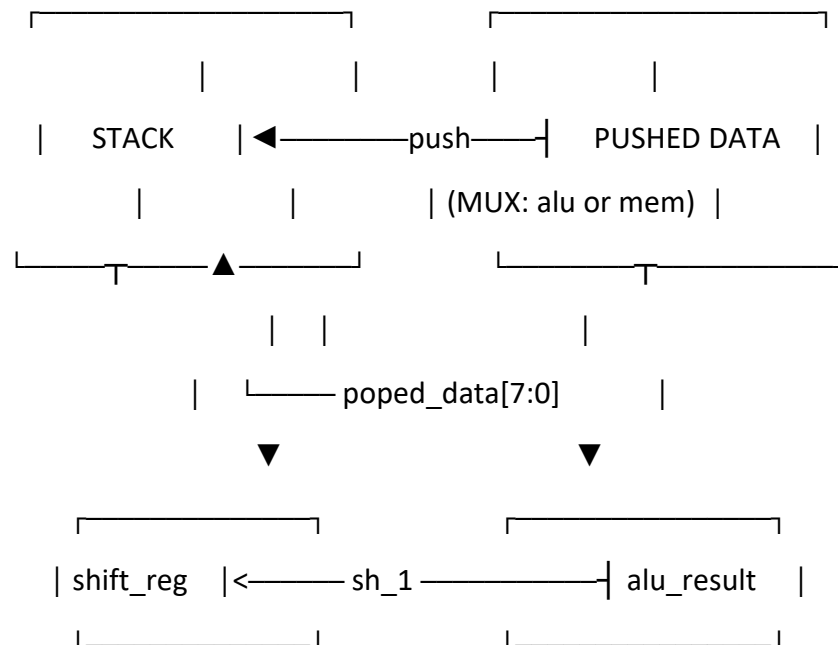 STACK push PUSHED DATA
(MUX: alu or mem)
poped_data[7:0]
shift_reg sh_1 alu_result